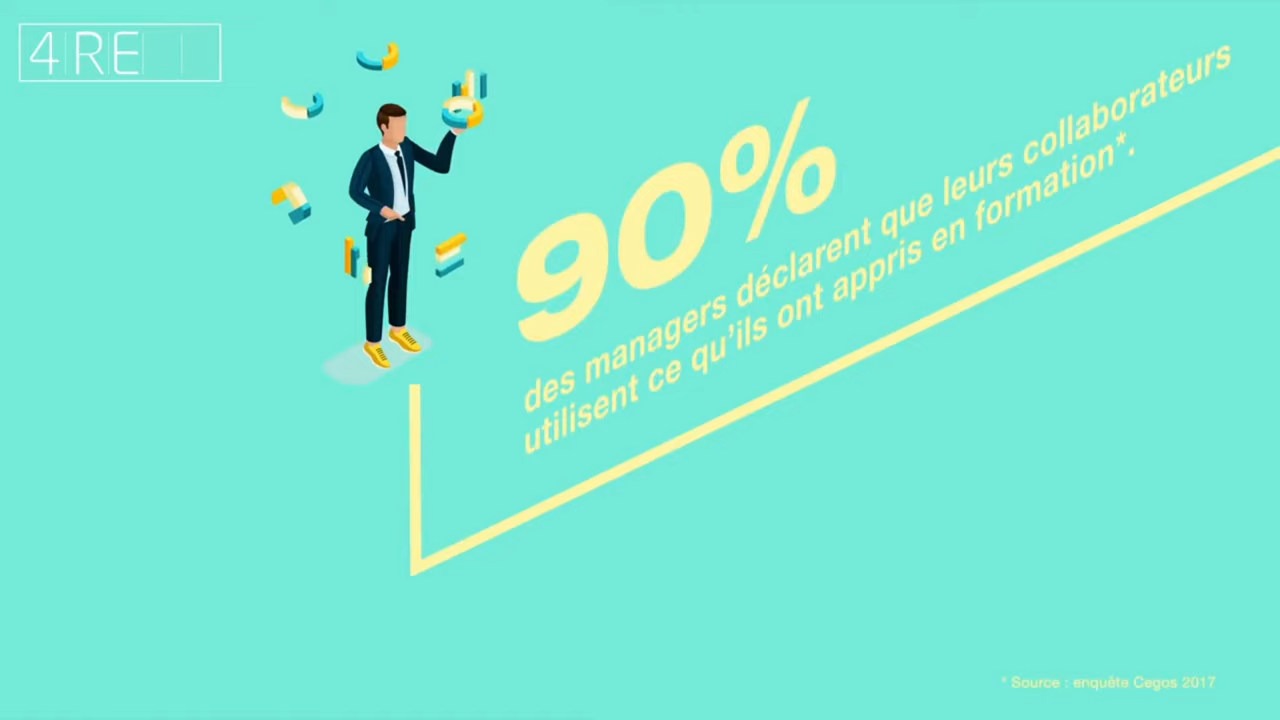 4RE
90%
des managers déclarent que leurs collaborateurs
utilisent ce qu'ils ont appris en formation*.
* Source : enquête Cegos 2017